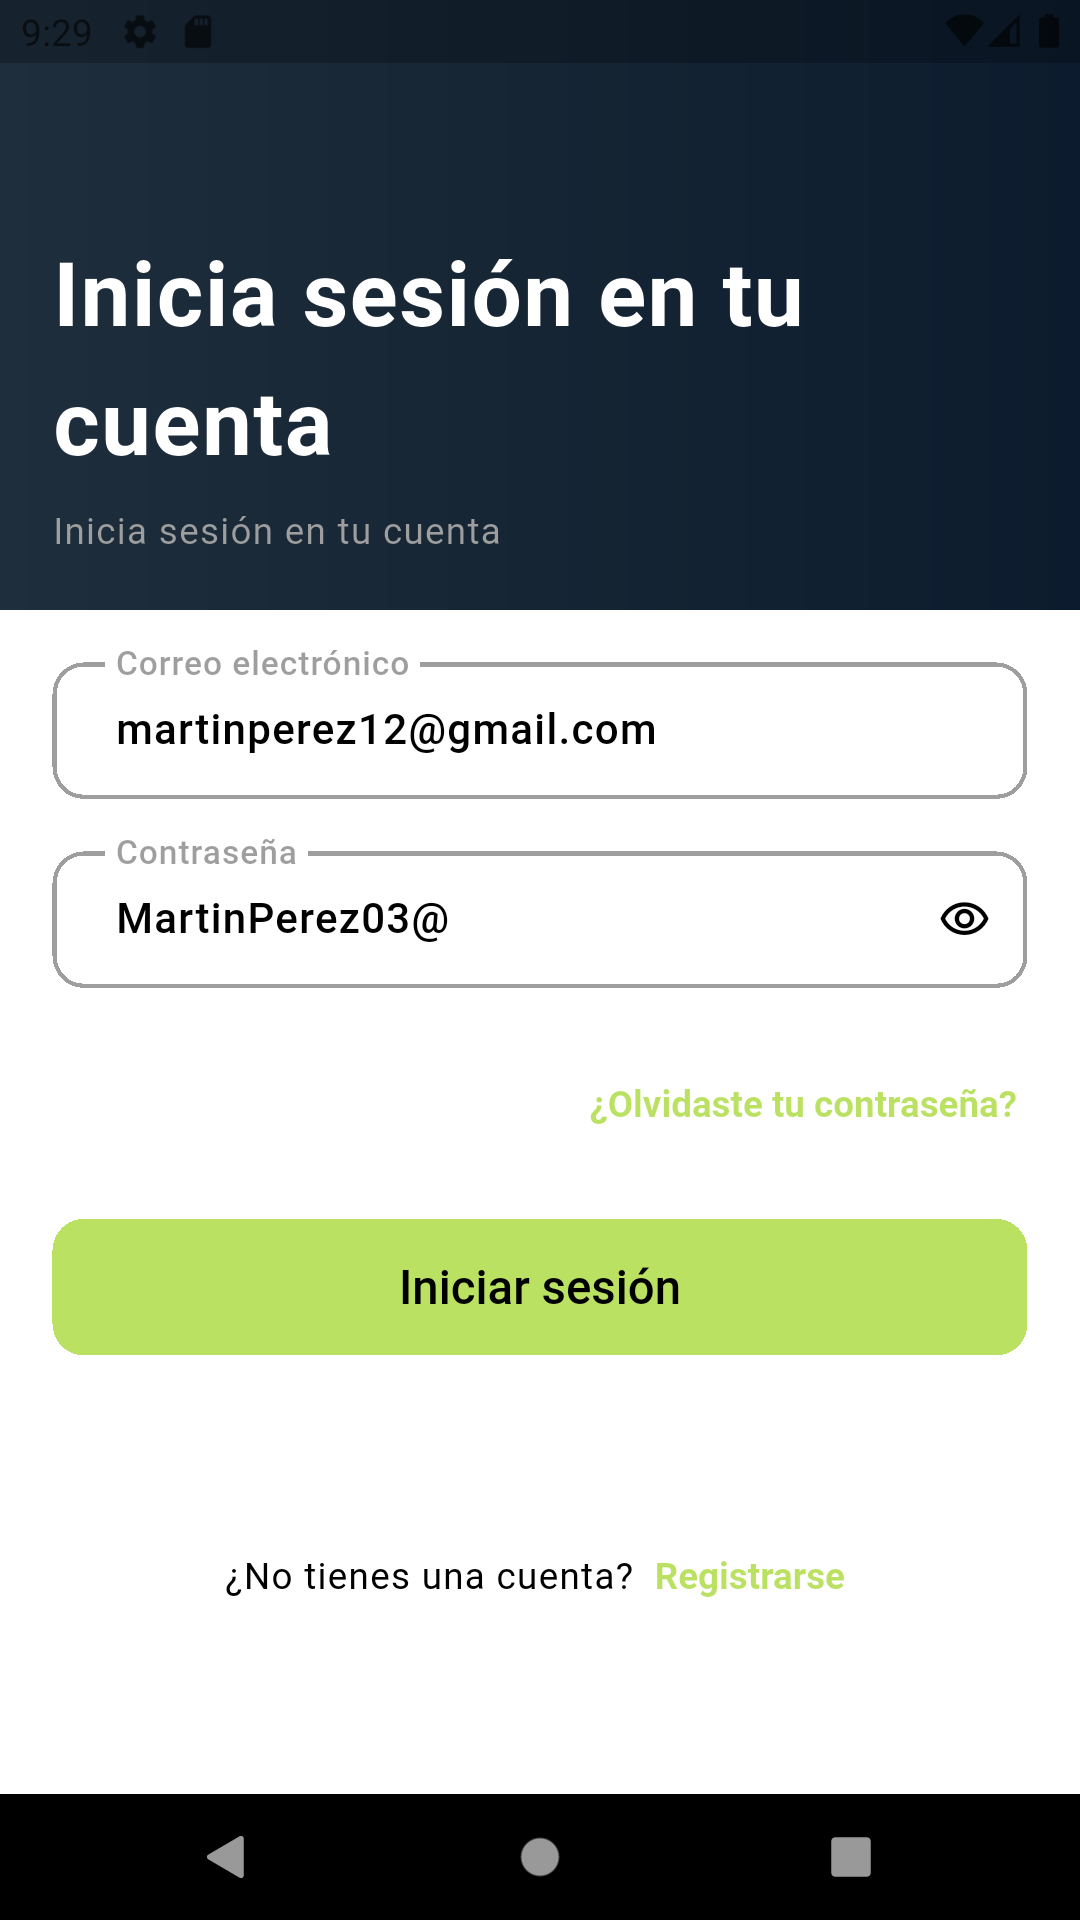 9:29
Inicia sesión en tu
cuenta
Inicia sesión en tu cuenta
Correo electrónico
martinperez12@gmail.com
Contraseña
MartinPerez03@
¿Olvidaste tu contraseña?
Iniciar sesión
¿No tienes una cuenta? Registrarse